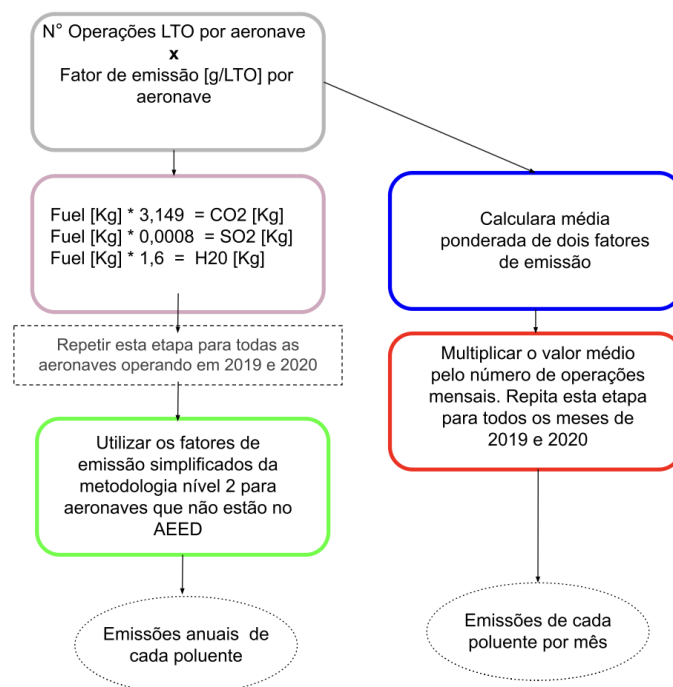 N° Operações LTO por aeronave
x
Fator de emissão [g/LTO] por
aeronave
Fuel [Kg] * 3,149 = CO2 [Kg]
Fuel [Kg] * 0,0008 = SO2 [Kg]
Fuel [Kg] * 1,6 = H20 [Kg]
Repetir esta etapa para todas as
aeronaves operando em 2019 e 2020
Utilizar os fatores de
emissão simplificados da
metodologia nível 2 para
aeronaves que não estão no
AEED
Emissões anuais de
cada poluente
Calculara média
ponderada de dois fatores
de emissão
Multiplicar o valor médio
pelo número de operações
mensais. Repita esta etapa
para todos os meses de
2019 e 2020
Emissões de cada
poluente por mês